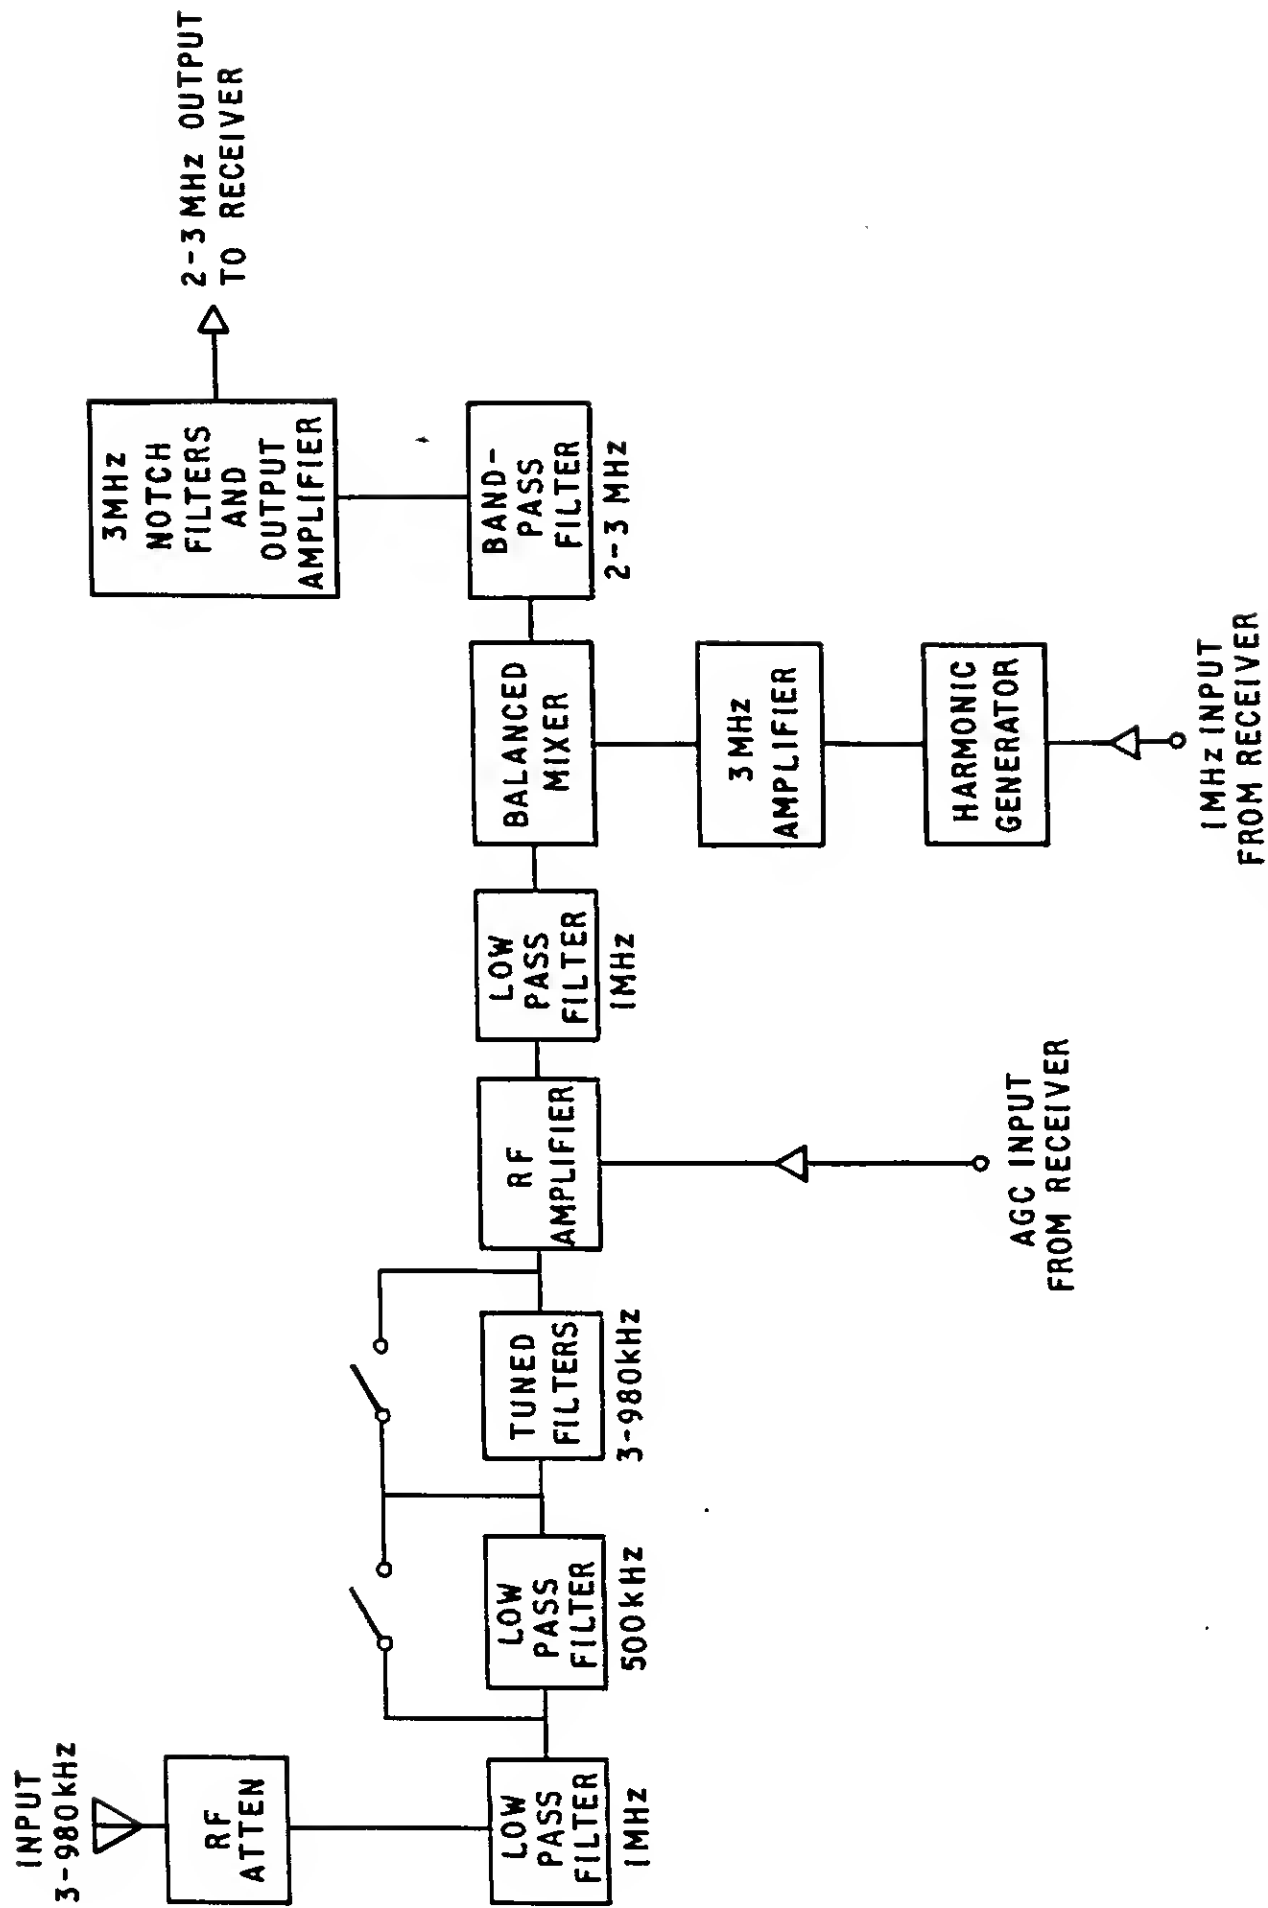 INPUT
3-980kHz
RF
ATTEN
LOW
PASS
FILTER
1MHz
LOW
PASS
FILTER
500kHz
TUNED
FILTERS
3-980kHz
RF
AMPLIFIER
AGC INPUT
FROM RECEIVER
LOW
PASS
FILTER
1MHz
BALANCED
MIXER
3MHz
AMPLIFIER
HARMONIC
GENERATOR
1MHz INPUT
FROM RECEIVER
BAND-
PASS
FILTER
2-3 MHz
3MHz
NOTCH
FILTERS
AND
OUTPUT
AMPLIFIER
2-3MHz OUTPUT
TO RECEIVER